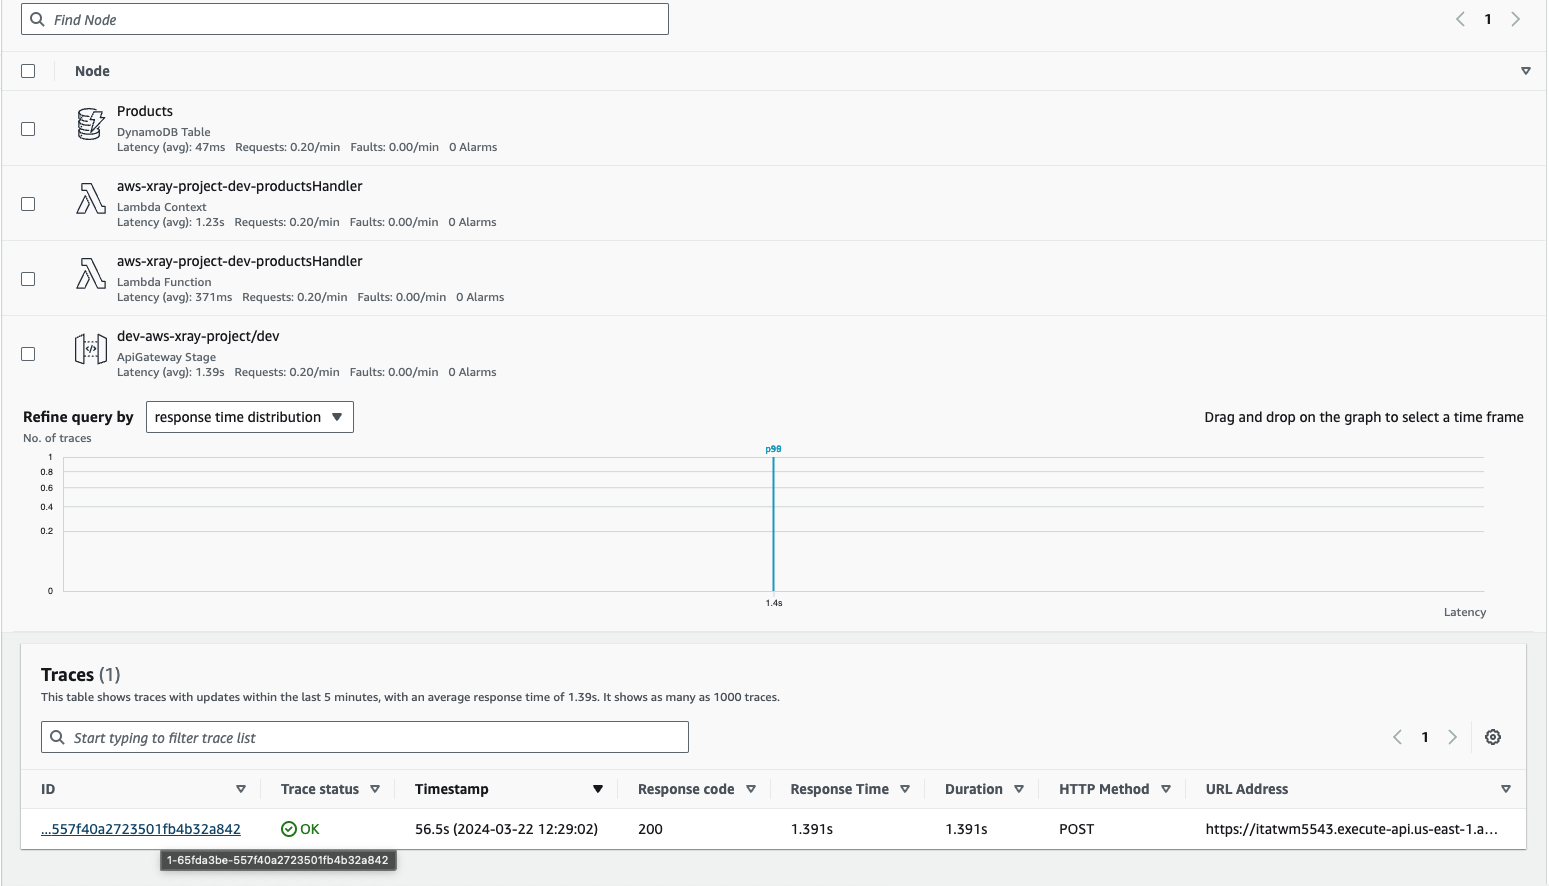 Find Node
1
Node
Products
DynamoDB Table
Latency (avg): 47ms Requests: 0.20/min Faults: 0.00/min 0 Alarms
aws-xray-project-dev-productsHandler
Lambda Context
Latency (avg): 1.23s Requests: 0.20/min Faults: 0.00/min 0 Alarms
aws-xray-project-dev-productsHandler
Lambda Function
Latency (avg): 371ms Requests: 0.20/min Faults: 0.00/min 0 Alarms
dev-aws-xray-project/dev
ApiGateway Stage
Latency (avg): 1.39s Requests: 0.20/min Faults: 0.00/min 0 Alarms
Refine query by response time distribution Drag and drop on the graph to select a time frame
No. of traces
1
0.8
0.6
0.4
0.2
0
1.4s
Latency
Traces (1)
This table shows traces with updates within the last 5 minutes, with an average response time of 1.39s. It shows as many as 1000 traces.
Start typing to filter trace list
1
ID Trace status Timestamp Response code Response Time Duration HTTP Method URL Address
...557f40a2723501fb4b32a842 OK 56.5s (2024-03-22 12:29:02) 200 1.391s 1.391s POST https://itatwm5543.execute-api.us-east-1.a...
1-65fda3be-557f40a2723501fb4b32a842